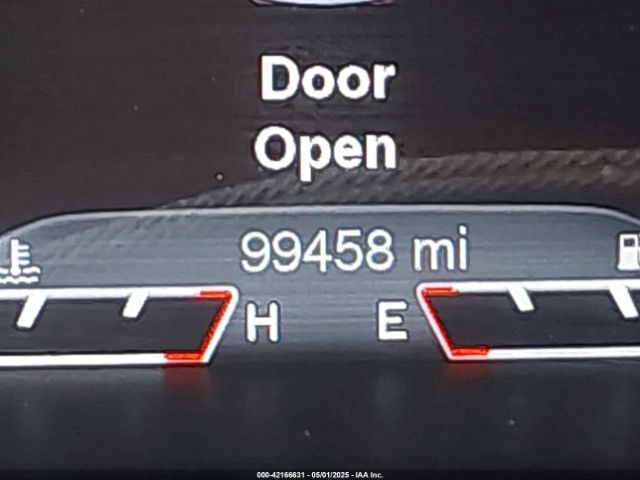 Door
Open
99458 mi
H E
000-42166631 - 05/01/2025 - IAA Inc.